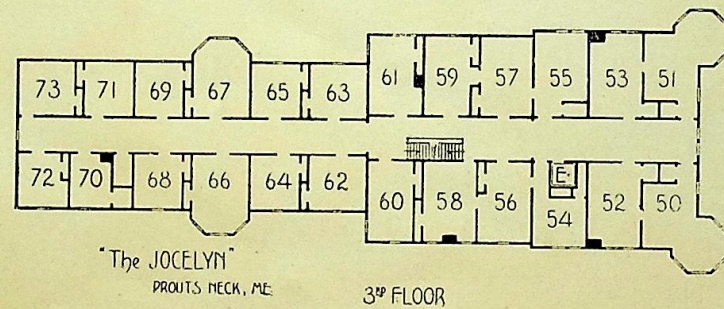 73 71 69 67 65 63 61 59 57 55 53 51
72 70 68 66 64 62 60 58 56 E. 54 52 50
"The JOCELYN"
PROUTS NECK, ME.
3RD FLOOR